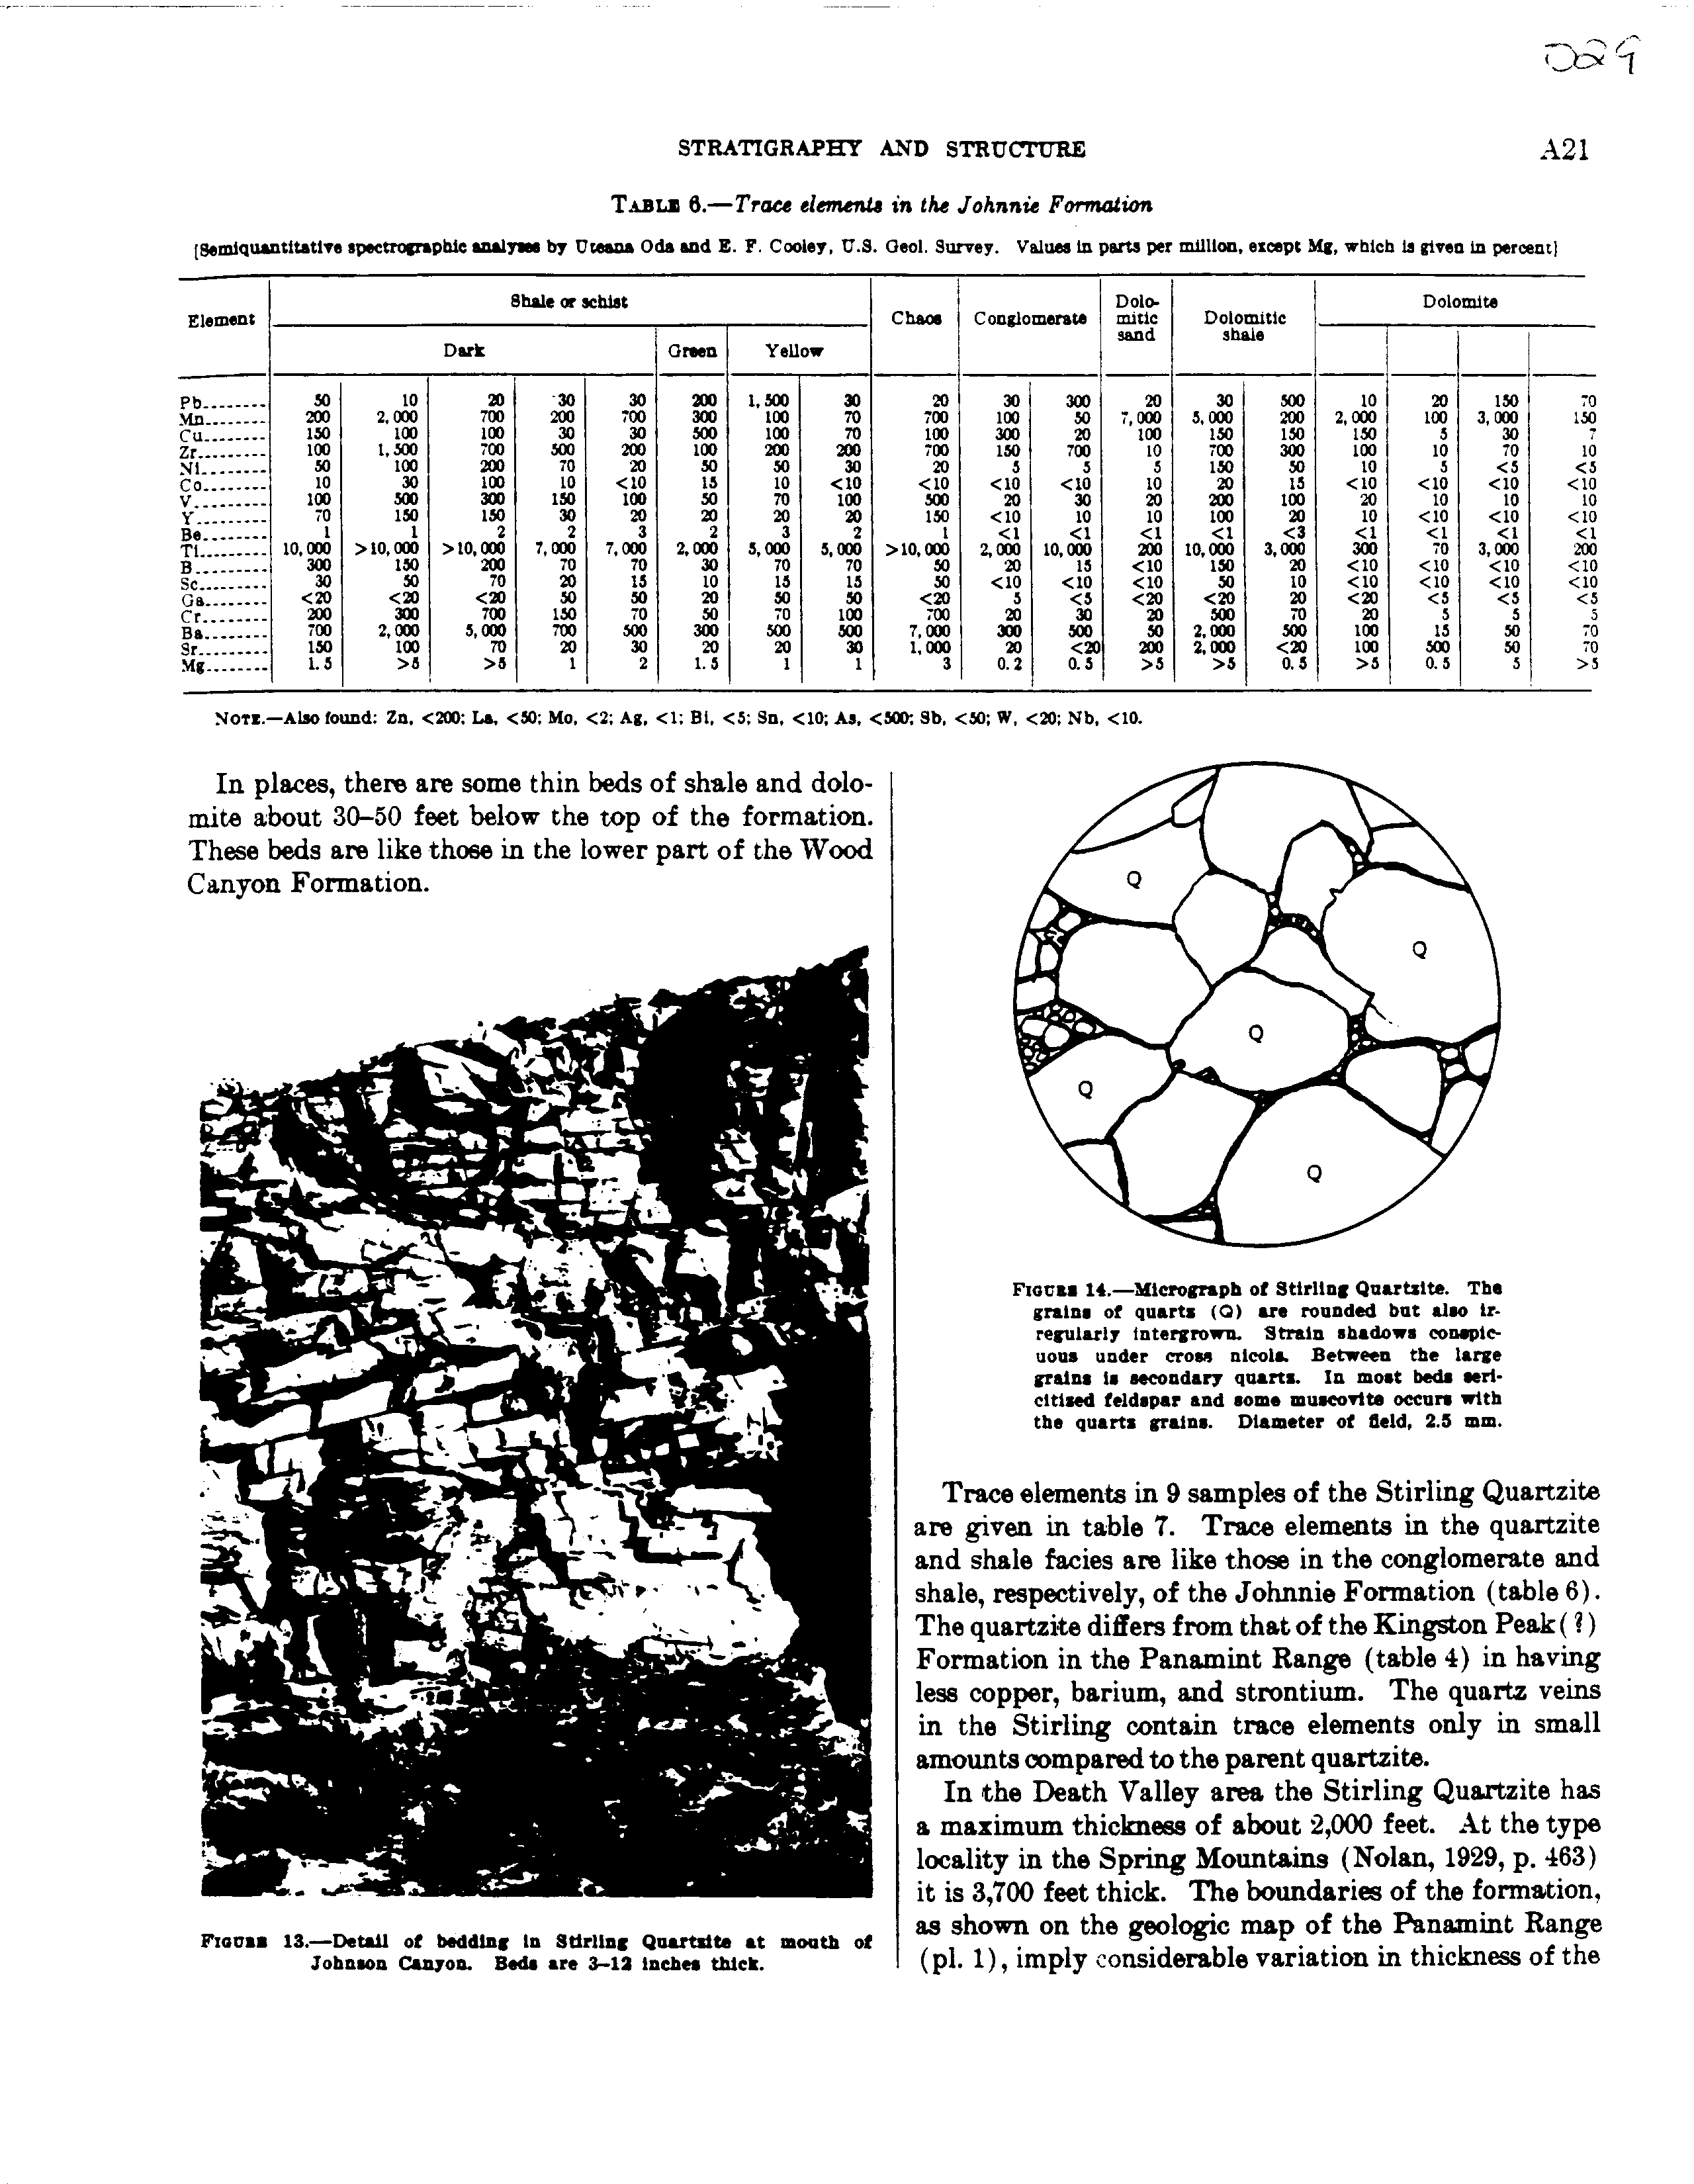 029
STRATIGRAPHY AND STRUCTURE A21
TABLE 6.—Trace elements in the Johnnie Formation
[Semiquantitative spectrographic analyses by Uteana Oda and E. F. Cooley, U.S. Geol. Survey. Values in parts per million, except Mg, which is given in percent]
Element Shale or schist Chaos Conglomerate Dolo- mitic sand Dolomitic shale Dolomite
Dark Green Yellow
Pb........ 50 10 20 30 30 200 1,500 30 20 30 300 20 30 500 10 20 150 70
Mn........ 200 2,000 700 200 700 300 100 70 700 100 50 7,000 5,000 200 2,000 100 3,000 150
Cu........ 150 100 100 30 30 500 100 70 100 300 20 100 150 150 150 5 30 7
Zr........ 100 1,500 700 500 200 100 200 200 700 150 700 10 700 300 100 10 70 10
Ni........ 50 100 200 70 20 50 50 30 20 5 5 5 150 50 10 5 <5 <5
Co........ 10 30 100 10 <10 15 10 <10 <10 <10 <10 10 20 15 <10 <10 <10 <10
V......... 100 500 300 150 100 50 70 100 500 20 30 20 200 100 20 10 10 10
Y......... 70 150 150 30 20 20 20 20 150 <10 10 10 100 20 10 <10 <10 <10
Be........ 1 1 2 2 3 2 3 2 1 <1 <1 <1 <1 <3 <1 <1 <1 <1
Ti........ 10,000 >10,000 >10,000 7,000 7,000 2,000 5,000 5,000 >10,000 2,000 10,000 200 10,000 3,000 300 70 3,000 200
B......... 300 150 200 70 70 30 70 70 50 20 15 <10 150 20 <10 <10 <10 <10
Sc........ 30 50 70 20 15 10 15 15 50 <10 <10 <10 50 10 <10 <10 <10 <10
Ga........ <20 <20 <20 50 50 20 50 50 <20 5 <5 <20 <20 20 <20 <5 <5 <5
Cr........ 200 300 700 150 70 50 70 100 700 20 30 20 500 70 20 5 5 5
Ba........ 700 2,000 5,000 700 500 300 500 500 7,000 300 500 50 2,000 500 100 15 50 70
Sr........ 150 100 70 20 30 20 20 30 1,000 20 <20 200 2,000 <20 100 500 50 70
Mg........ 1.5 >5 >5 1 2 1.5 1 1 3 0.2 0.5 >5 >5 0.5 >5 0.5 5 >5
NOTE.—Also found: Zn, <200; La, <50; Mo, <2; Ag, <1; Bi, <5; Sn, <10; As, <500; Sb, <50; W, <20; Nb, <10.
In places, there are some thin beds of shale and dolo-
mite about 30–50 feet below the top of the formation.
These beds are like those in the lower part of the Wood
Canyon Formation.
FIGURE 13.—Detail of bedding in Stirling Quartzite at mouth of
Johnson Canyon. Beds are 3–12 inches thick.
Q
Q
Q
Q
Q
FIGURE 14.—Micrograph of Stirling Quartzite. The
grains of quartz (Q) are rounded but also ir-
regularly intergrown. Strain shadows conspic-
uous under cross nicols. Between the large
grains is secondary quartz. In most beds seri-
citized feldspar and some muscovite occurs with
the quartz grains. Diameter of field, 2.5 mm.
Trace elements in 9 samples of the Stirling Quartzite
are given in table 7. Trace elements in the quartzite
and shale facies are like those in the conglomerate and
shale, respectively, of the Johnnie Formation (table 6).
The quartzite differs from that of the Kingston Peak(?)
Formation in the Panamint Range (table 4) in having
less copper, barium, and strontium. The quartz veins
in the Stirling contain trace elements only in small
amounts compared to the parent quartzite.
In the Death Valley area the Stirling Quartzite has
a maximum thickness of about 2,000 feet. At the type
locality in the Spring Mountains (Nolan, 1929, p. 463)
it is 3,700 feet thick. The boundaries of the formation,
as shown on the geologic map of the Panamint Range
(pl. 1), imply considerable variation in thickness of the